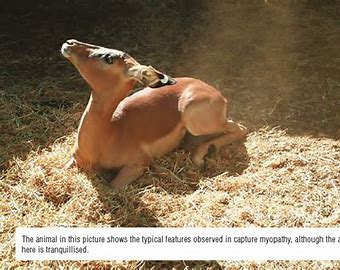 The animal in this picture shows the typical features observed in capture myopathy, although the a
here is tranquillised.